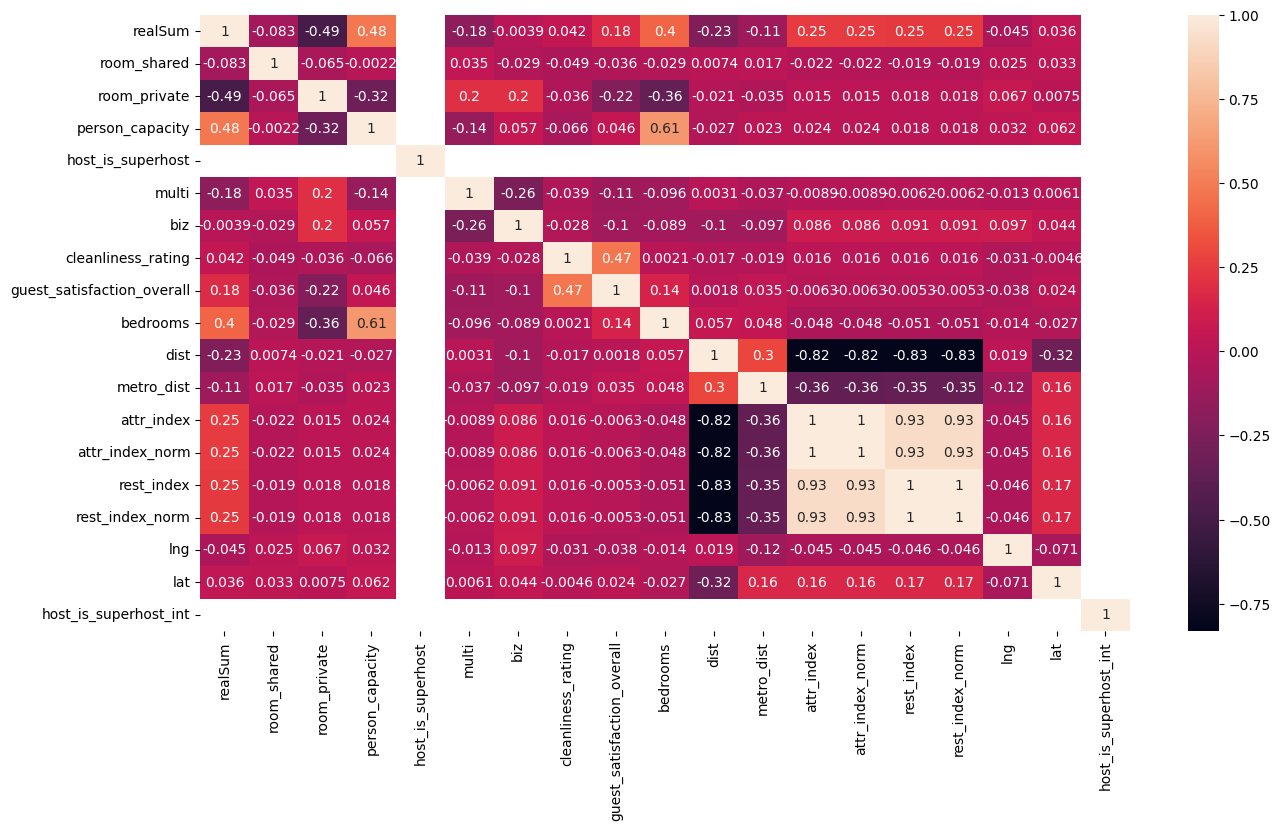 realSum 1 -0.083 -0.49 0.48 -0.18 -0.0039 0.042 0.18 0.4 -0.23 -0.11 0.25 0.25 0.25 0.25 -0.045 0.036
room_shared -0.083 1 -0.065 -0.0022 0.035 -0.029 -0.049 -0.036 -0.029 0.0074 0.017 -0.022 -0.022 -0.019 -0.019 0.025 0.033
room_private -0.49 -0.065 1 -0.32 0.2 0.2 -0.036 -0.22 -0.36 -0.021 -0.035 0.015 0.015 0.018 0.018 0.067 0.0075
person_capacity 0.48 -0.0022 -0.32 1 -0.14 0.057 -0.066 0.046 0.61 -0.027 0.023 0.024 0.024 0.018 0.018 0.032 0.062
host_is_superhost 1
multi -0.18 0.035 0.2 -0.14 1 -0.26 -0.039 -0.11 -0.096 0.0031 -0.037 -0.0089 -0.0089 -0.0062 -0.0062 -0.013 0.0061
biz -0.0039 -0.029 0.2 0.057 -0.26 1 -0.028 -0.1 -0.089 -0.1 -0.097 0.086 0.086 0.091 0.091 0.097 0.044
cleanliness_rating 0.042 -0.049 -0.036 -0.066 -0.039 -0.028 1 0.47 0.0021 -0.017 -0.019 0.016 0.016 0.016 0.016 -0.031 -0.0046
guest_satisfaction_overall 0.18 -0.036 -0.22 0.046 -0.11 -0.1 0.47 1 0.14 0.0018 0.035 -0.0063 -0.0063 -0.0053 -0.0053 -0.038 0.024
bedrooms 0.4 -0.029 -0.36 0.61 -0.096 -0.089 0.0021 0.14 1 0.057 0.048 -0.048 -0.048 -0.051 -0.051 -0.014 -0.027
dist -0.23 0.0074 -0.021 -0.027 0.0031 -0.1 -0.017 0.0018 0.057 1 0.3 -0.82 -0.82 -0.83 -0.83 0.019 -0.32
metro_dist -0.11 0.017 -0.035 0.023 -0.037 -0.097 -0.019 0.035 0.048 0.3 1 -0.36 -0.36 -0.35 -0.35 -0.12 0.16
attr_index 0.25 -0.022 0.015 0.024 -0.0089 0.086 0.016 -0.0063 -0.048 -0.82 -0.36 1 1 0.93 0.93 -0.045 0.16
attr_index_norm 0.25 -0.022 0.015 0.024 -0.0089 0.086 0.016 -0.0063 -0.048 -0.82 -0.36 1 1 0.93 0.93 -0.045 0.16
rest_index 0.25 -0.019 0.018 0.018 -0.0062 0.091 0.016 -0.0053 -0.051 -0.83 -0.35 0.93 0.93 1 1 -0.046 0.17
rest_index_norm 0.25 -0.019 0.018 0.018 -0.0062 0.091 0.016 -0.0053 -0.051 -0.83 -0.35 0.93 0.93 1 1 -0.046 0.17
lng -0.045 0.025 0.067 0.032 -0.013 0.097 -0.031 -0.038 -0.014 0.019 -0.12 -0.045 -0.045 -0.046 -0.046 1 -0.071
lat 0.036 0.033 0.0075 0.062 0.0061 0.044 -0.0046 0.024 -0.027 -0.32 0.16 0.16 0.16 0.17 0.17 -0.071 1
host_is_superhost_int 1
realSum
room_shared
room_private
person_capacity
host_is_superhost
multi
biz
cleanliness_rating
guest_satisfaction_overall
bedrooms
dist
metro_dist
attr_index
attr_index_norm
rest_index
rest_index_norm
lng
lat
host_is_superhost_int
1.00
0.75
0.50
0.25
0.00
−0.25
−0.50
−0.75